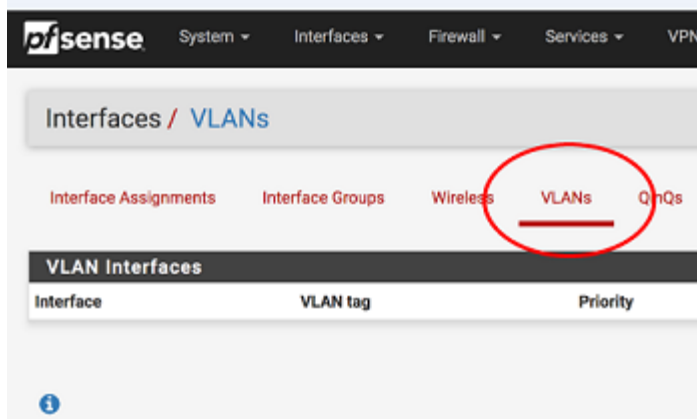 pfsense System Interfaces Firewall Services VPN
Interfaces / VLANs
Interface Assignments Interface Groups Wireless VLANs QinQs
VLAN Interfaces
Interface VLAN tag Priority